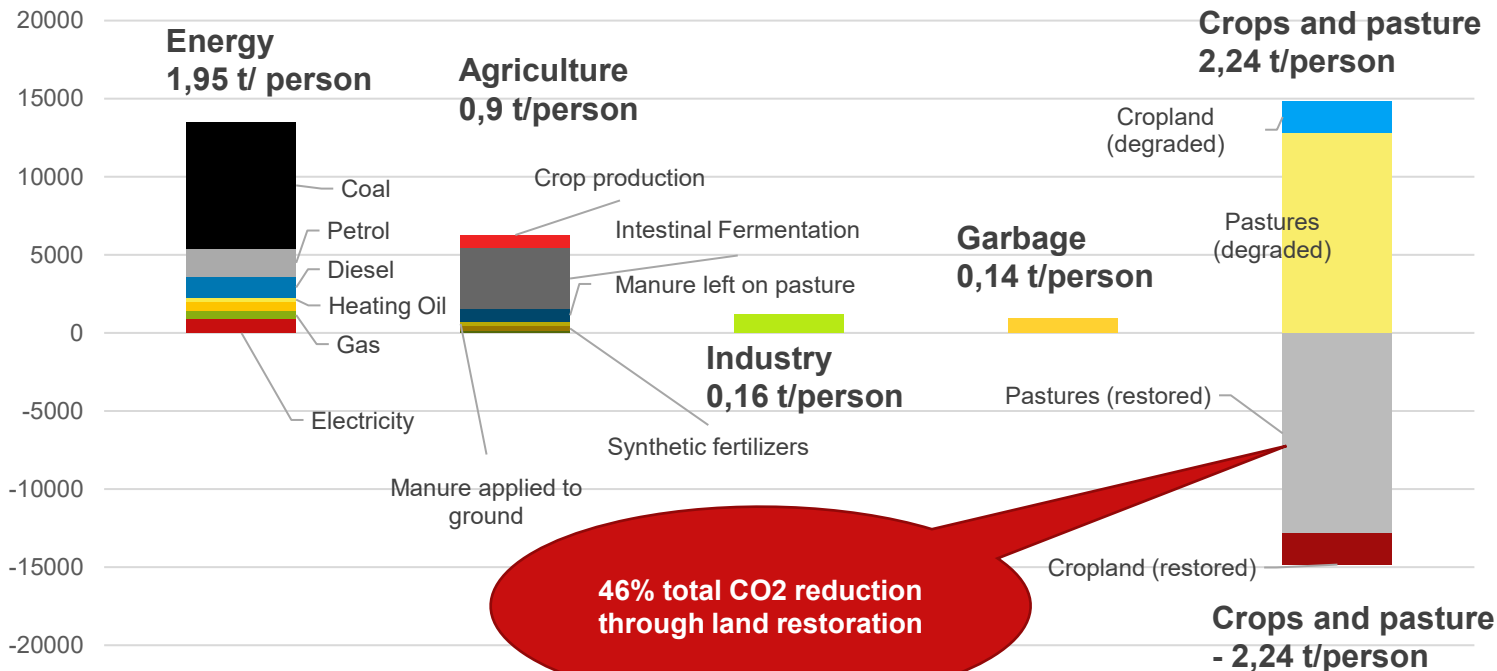 20000
15000
10000
5000
0
-5000
-10000
-15000
-20000
Energy
1,95 t/ person
Coal
Petrol
Diesel
Heating Oil
Gas
Electricity
Agriculture
0,9 t/person
Crop production
Intestinal Fermentation
Manure left on pasture
Synthetic fertilizers
Manure applied to
ground
Industry
0,16 t/person
Garbage
0,14 t/person
Crops and pasture
2,24 t/person
Cropland
(degraded)
Pastures
(degraded)
Pastures (restored)
Cropland (restored)
46% total CO2 reduction
through land restoration
Crops and pasture
- 2,24 t/person